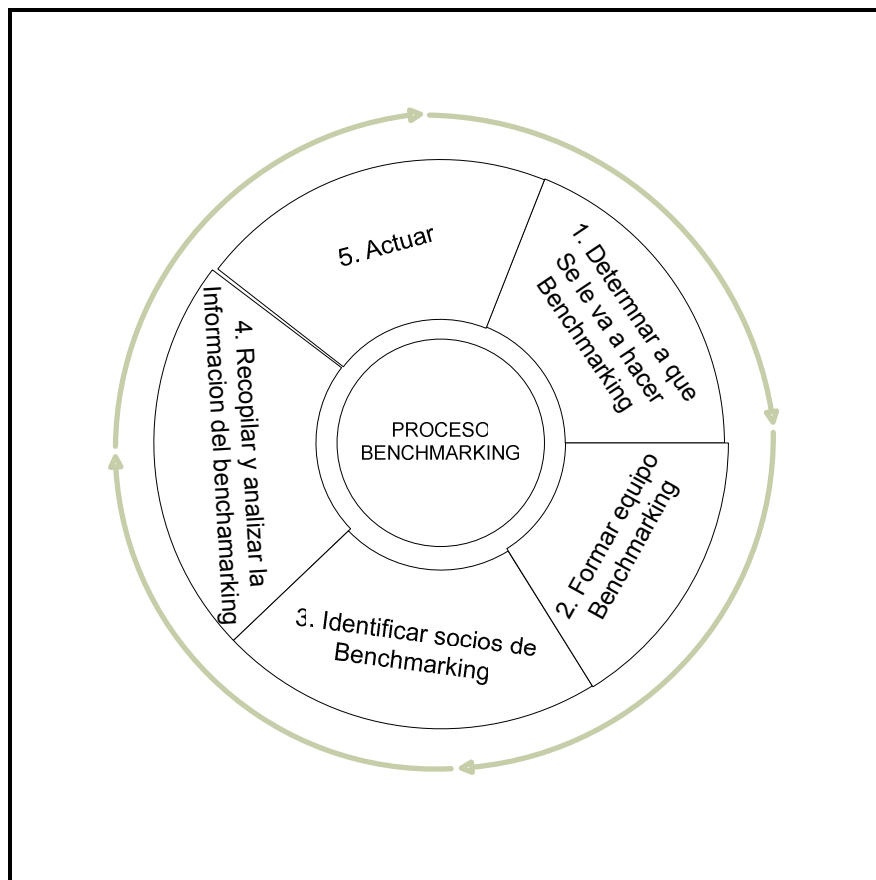 PROCESO
BENCHMARKING
1. Determnar a que
Se le va a hacer
Benchmarking
2. Formar equipo
Benchmarking
3. Identificar socios de
Benchmarking
4. Recopilar y analizar la
Informacion del benchamarking
5. Actuar